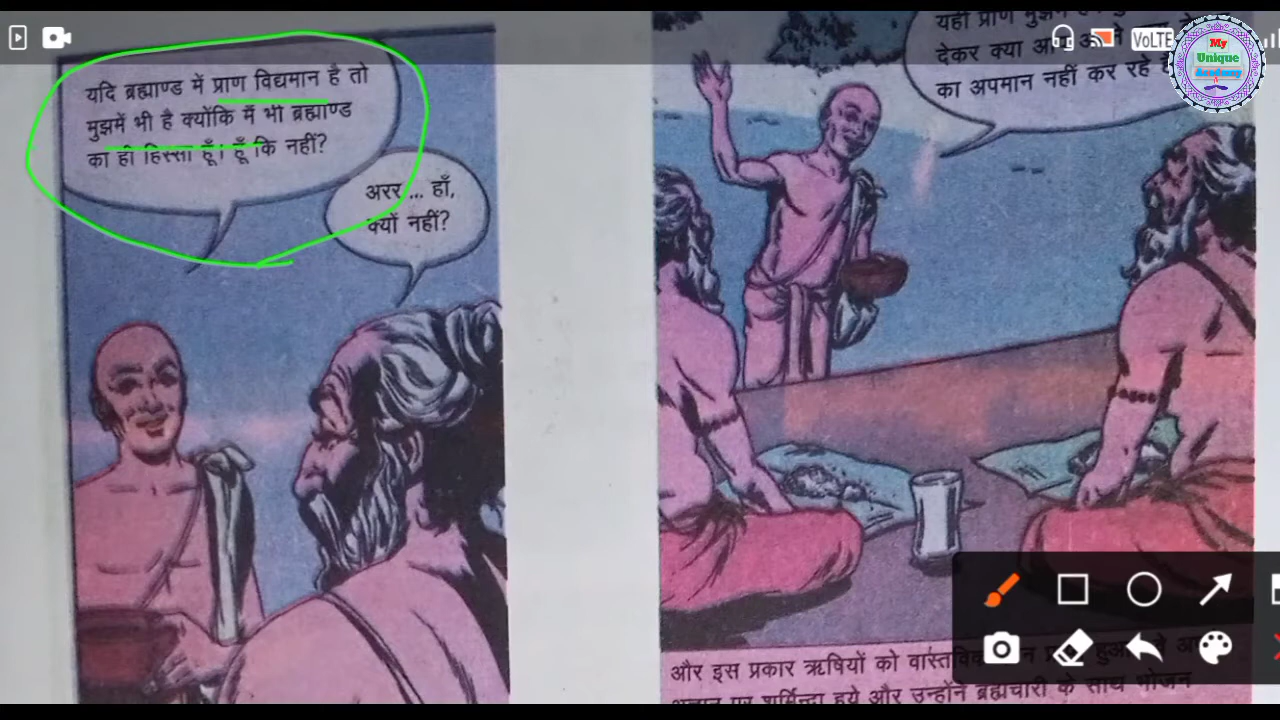 यदि ब्रह्माण्ड में प्राण विद्यमान है तो
मुझमें भी है क्योंकि मैं भी ब्रह्माण्ड
का ही हिस्सा हूँ। हूँ कि नहीं?
अरर ... हाँ,
क्यों नहीं?
यही प्राण
देकर क्या
का अपमान नहीं कर रहे
VoLTE
My
Unique
Academy
और इस प्रकार ऋषियों को
पर शर्मिन्दा हुये और उन्होंने ब्रह्मचारी के साथ भोजन